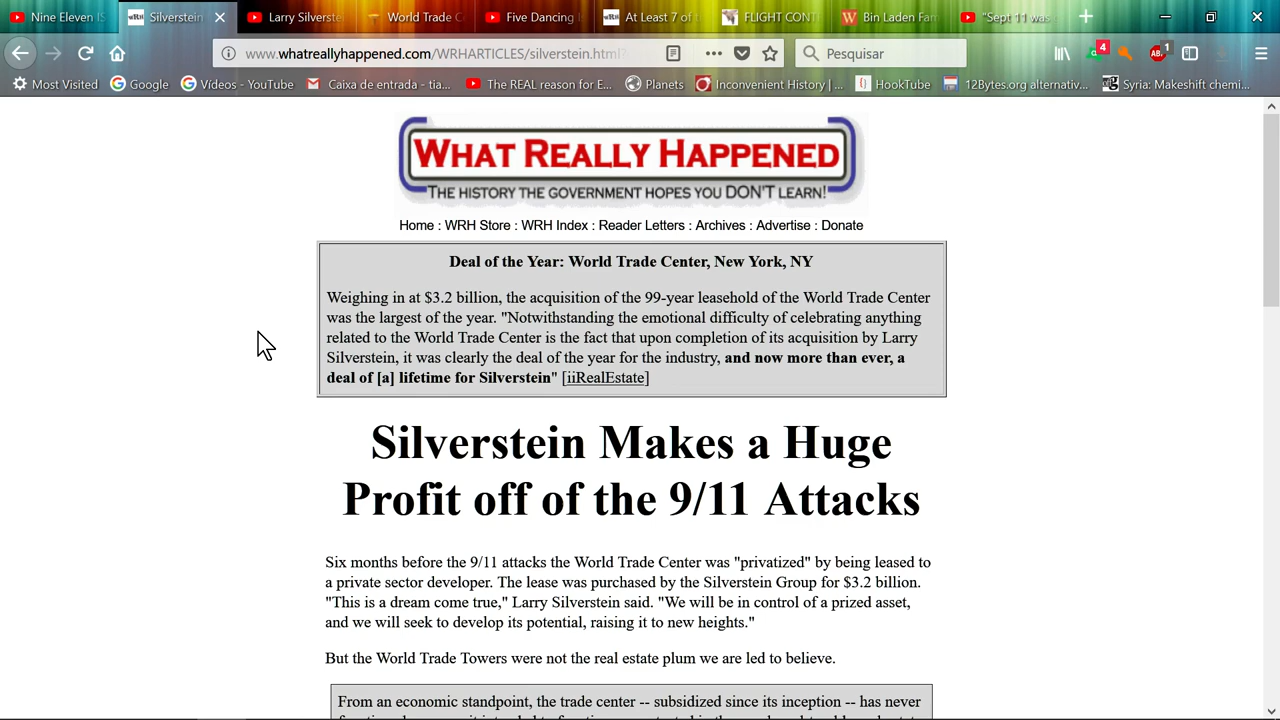 Nine Eleven IS
Silverstein
Larry Silverste
World Trade C
Five Dancing I
At Least 7 of t
FLIGHT CONT
Bin Laden Fam
"Sept 11 was
www.whatreallyhappened.com/WRHARTICLES/silverstein.html?
Pesquisar
4
ABP
1
Most Visited
Google
Vídeos - YouTube
Caixa de entrada - tia...
The REAL reason for E...
Planets
Inconvenient History | ...
HookTube
12Bytes.org alternativ...
Syria: Makeshift chemi...
WHAT REALLY HAPPENED
THE HISTORY THE GOVERNMENT HOPES YOU DON'T LEARN!
Home : WRH Store : WRH Index : Reader Letters : Archives : Advertise : Donate
Deal of the Year: World Trade Center, New York, NY
Weighing in at $3.2 billion, the acquisition of the 99-year leasehold of the World Trade Center
was the largest of the year. "Notwithstanding the emotional difficulty of celebrating anything
related to the World Trade Center is the fact that upon completion of its acquisition by Larry
Silverstein, it was clearly the deal of the year for the industry, and now more than ever, a
deal of [a] lifetime for Silverstein" [iiRealEstate]
Silverstein Makes a Huge
Profit off of the 9/11 Attacks
Six months before the 9/11 attacks the World Trade Center was "privatized" by being leased to
a private sector developer. The lease was purchased by the Silverstein Group for $3.2 billion.
"This is a dream come true," Larry Silverstein said. "We will be in control of a prized asset,
and we will seek to develop its potential, raising it to new heights."
But the World Trade Towers were not the real estate plum we are led to believe.
From an economic standpoint, the trade center -- subsidized since its inception -- has never